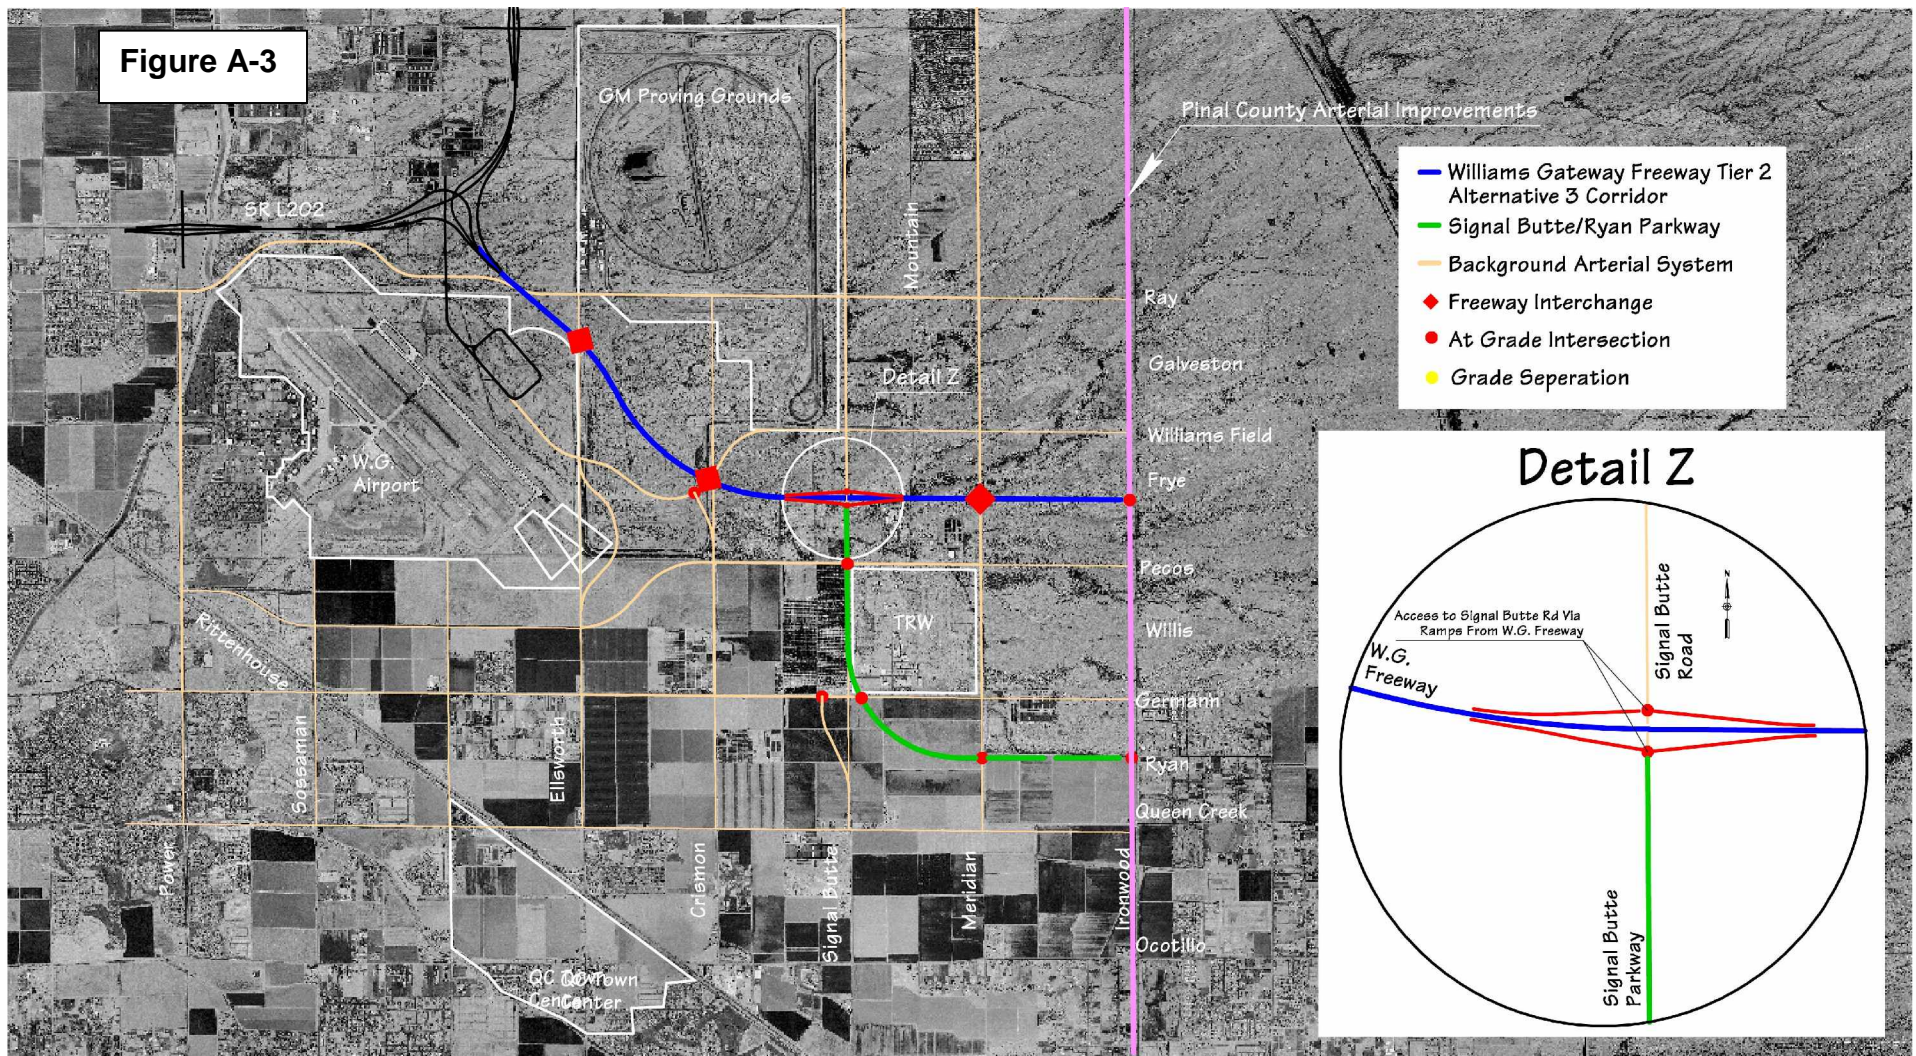 Figure A-3
GM Proving Grounds
Pinal County Arterial Improvements
SR L202
Mountain
Williams Gateway Freeway Tier 2
Alternative 3 Corridor
Signal Butte/Ryan Parkway
Background Arterial System
Freeway Interchange
At Grade Intersection
Grade Seperation
Ray
Galveston
Detail Z
Williams Field
Frye
W.G.
Airport
Pecos
TRW
Willis
Rittenhouse
Germann
Sossaman
Ellsworth
Ryan
Queen Creek
Power
Crismon
Signal Butte
Meridian
Ironwood
Ocotillo
QC Town
Center
Detail Z
Signal Butte
Road
N
Access to Signal Butte Rd Via
Ramps From W.G. Freeway
W.G.
Freeway
Signal Butte
Parkway